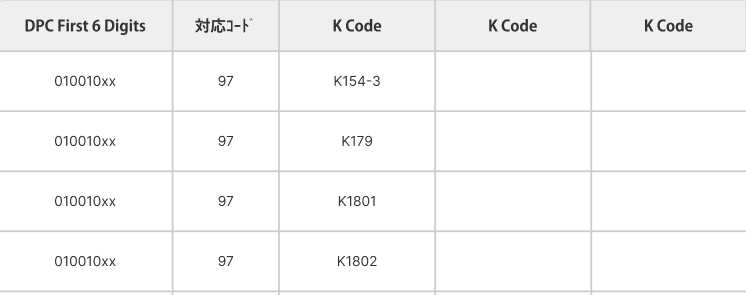 DPC First 6 Digits 対応ｺｰﾄﾞ K Code K Code K Code
010010xx 97 K154-3
010010xx 97 K179
010010xx 97 K1801
010010xx 97 K1802